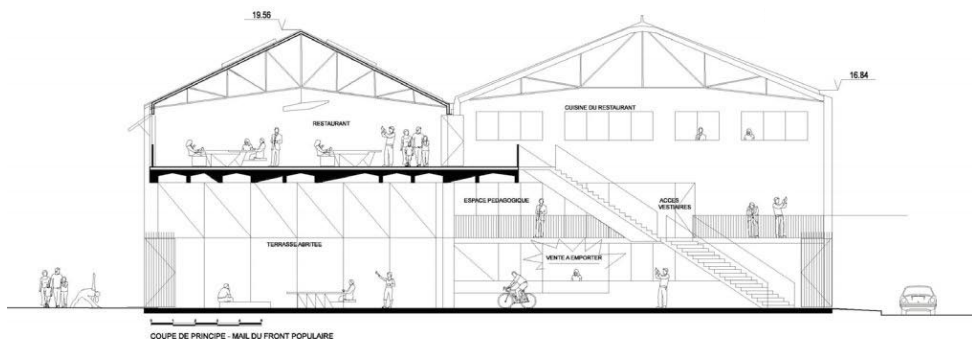 19.56
16.84
CUISINE DU RESTAURANT
RESTAURANT
ESPACE PEDAGOGIQUE
ACCES
VESTIAIRES
TERRASSE ABRITEE
VENTE A EMPORTER
COUPE DE PRINCIPE - MAIL DU FRONT POPULAIRE